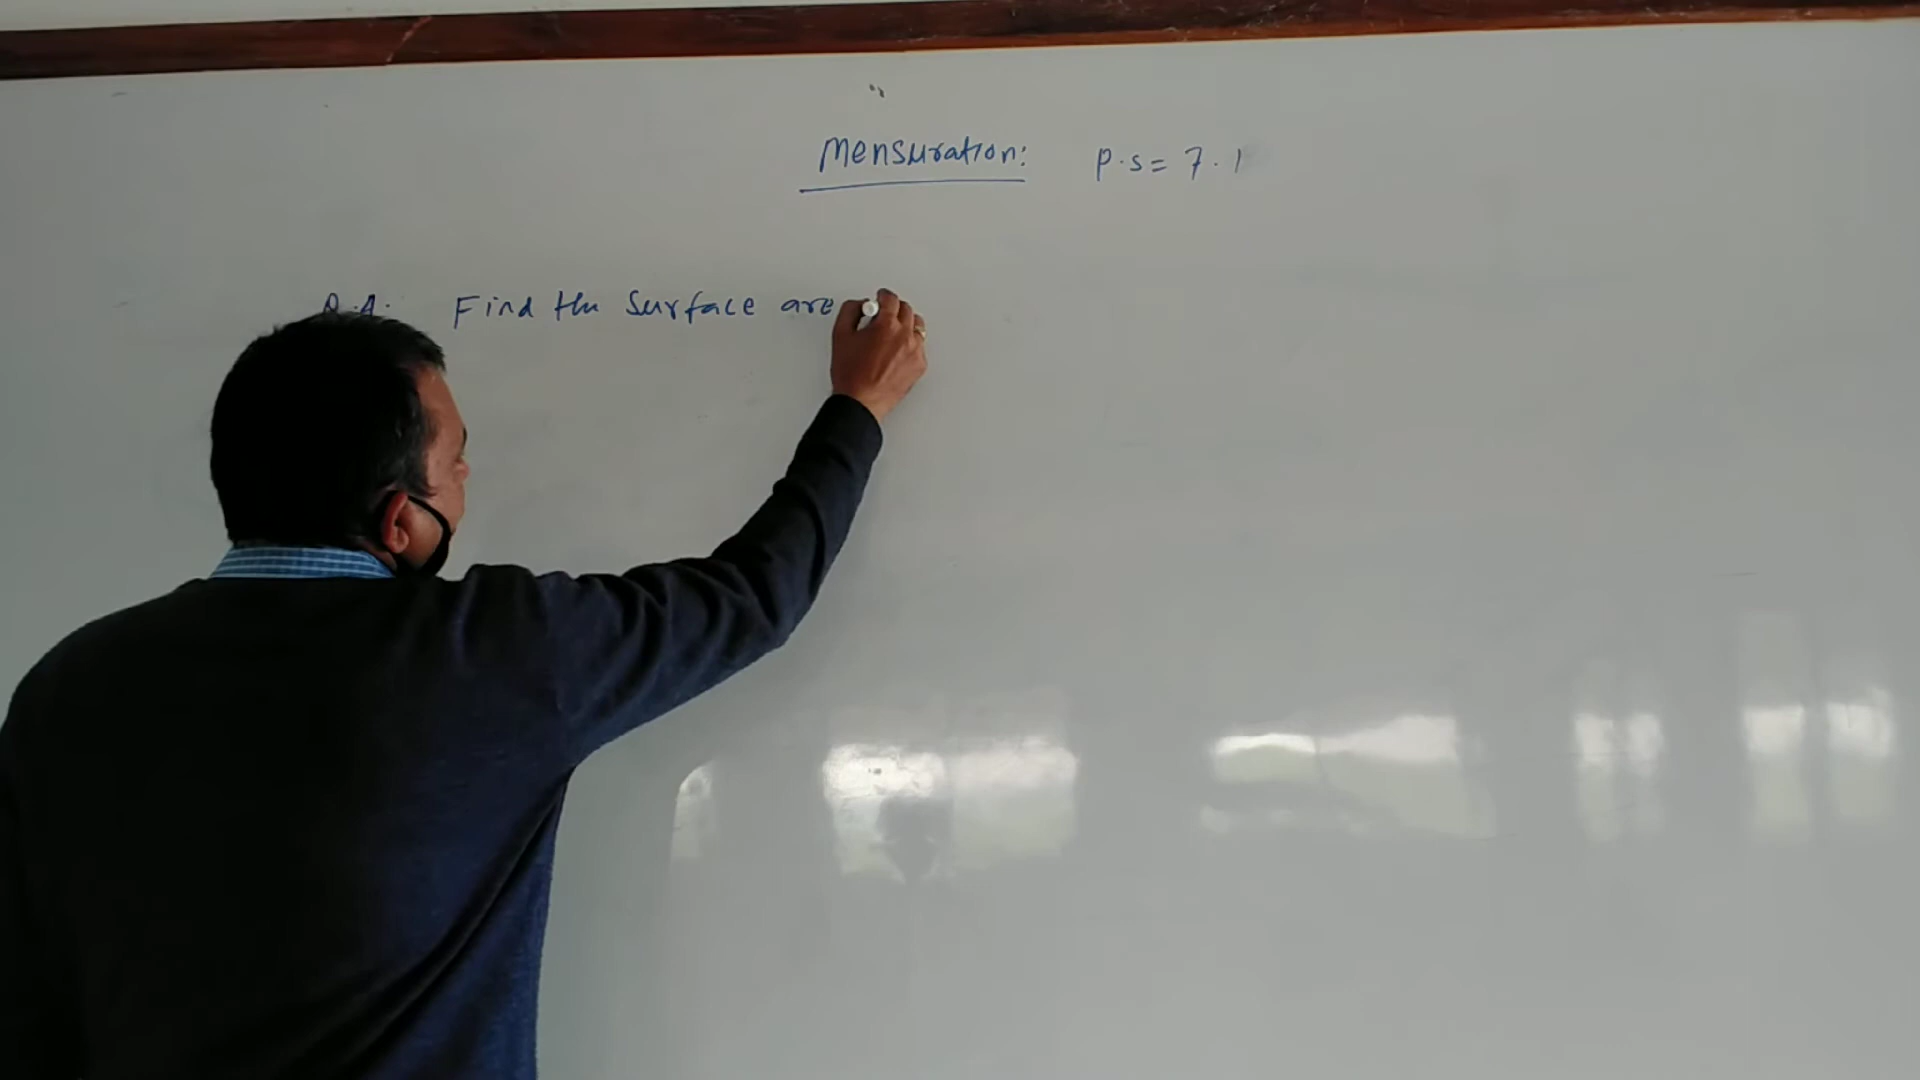 Mensuration: P.S = 7.1
Q.A. Find the Surface are